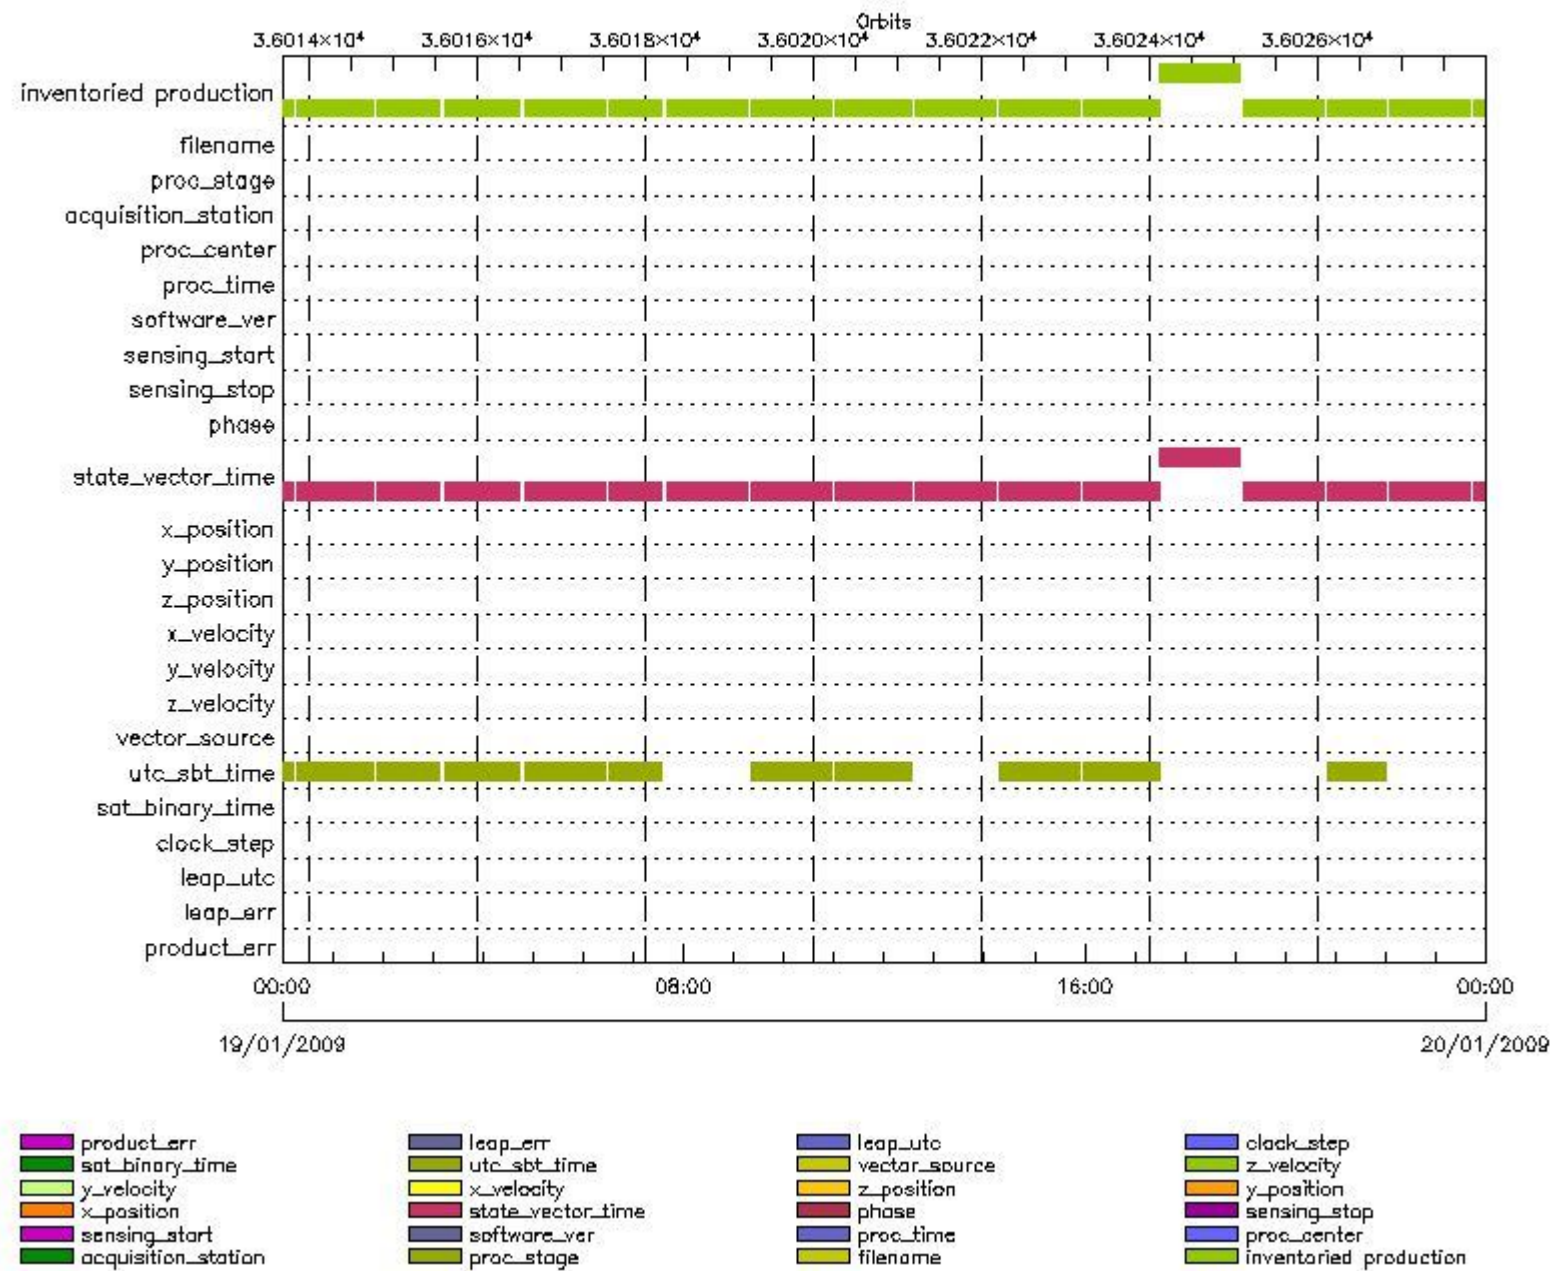 Orbits
3.6014×10⁴ 3.6016×10⁴ 3.6018×10⁴ 3.6020×10⁴ 3.6022×10⁴ 3.6024×10⁴ 3.6026×10⁴
inventoried production
filename
proc_stage
acquisition_station
proc_center
proc_time
software_ver
sensing_start
sensing_stop
phase
state_vector_time
x_position
y_position
z_position
x_velocity
y_velocity
z_velocity
vector_source
utc_sbt_time
sat_binary_time
clock_step
leap_utc
leap_err
product_err
00:00 08:00 16:00 00:00
19/01/2009 20/01/2009
product_err leap_err leap_utc clock_step
sat_binary_time utc_sbt_time vector_source z_velocity
y_velocity x_velocity z_position y_position
x_position state_vector_time phase sensing_stop
sensing_start software_ver proc_time proc_center
acquisition_station proc_stage filename inventoried production